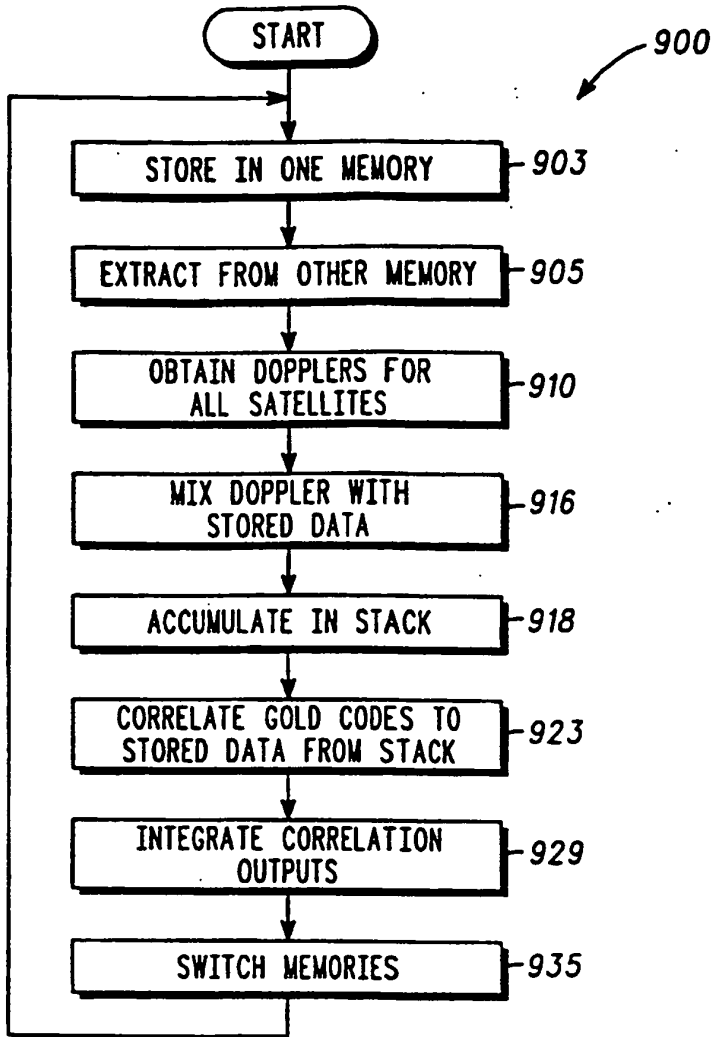 START
900
STORE IN ONE MEMORY
903
EXTRACT FROM OTHER MEMORY
905
OBTAIN DOPPLERS FOR
ALL SATELLITES
910
MIX DOPPLER WITH
STORED DATA
916
ACCUMULATE IN STACK
918
CORRELATE GOLD CODES TO
STORED DATA FROM STACK
923
INTEGRATE CORRELATION
OUTPUTS
929
SWITCH MEMORIES
935